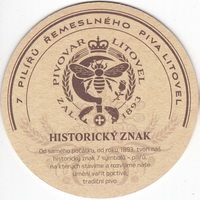 7 PILÍŘŮ ŘEMESLNÉHO PIVA LITOVEL
PIVOVAR LITOVEL
ZAL. 1893
HISTORICKÝ ZNAK
Od samého počátku, od roku 1893, tvoří náš
historický znak 7 symbolů - pilířů,
na kterých stavíme a rozvíjíme naše
umění vařit poctivé,
tradiční pivo.